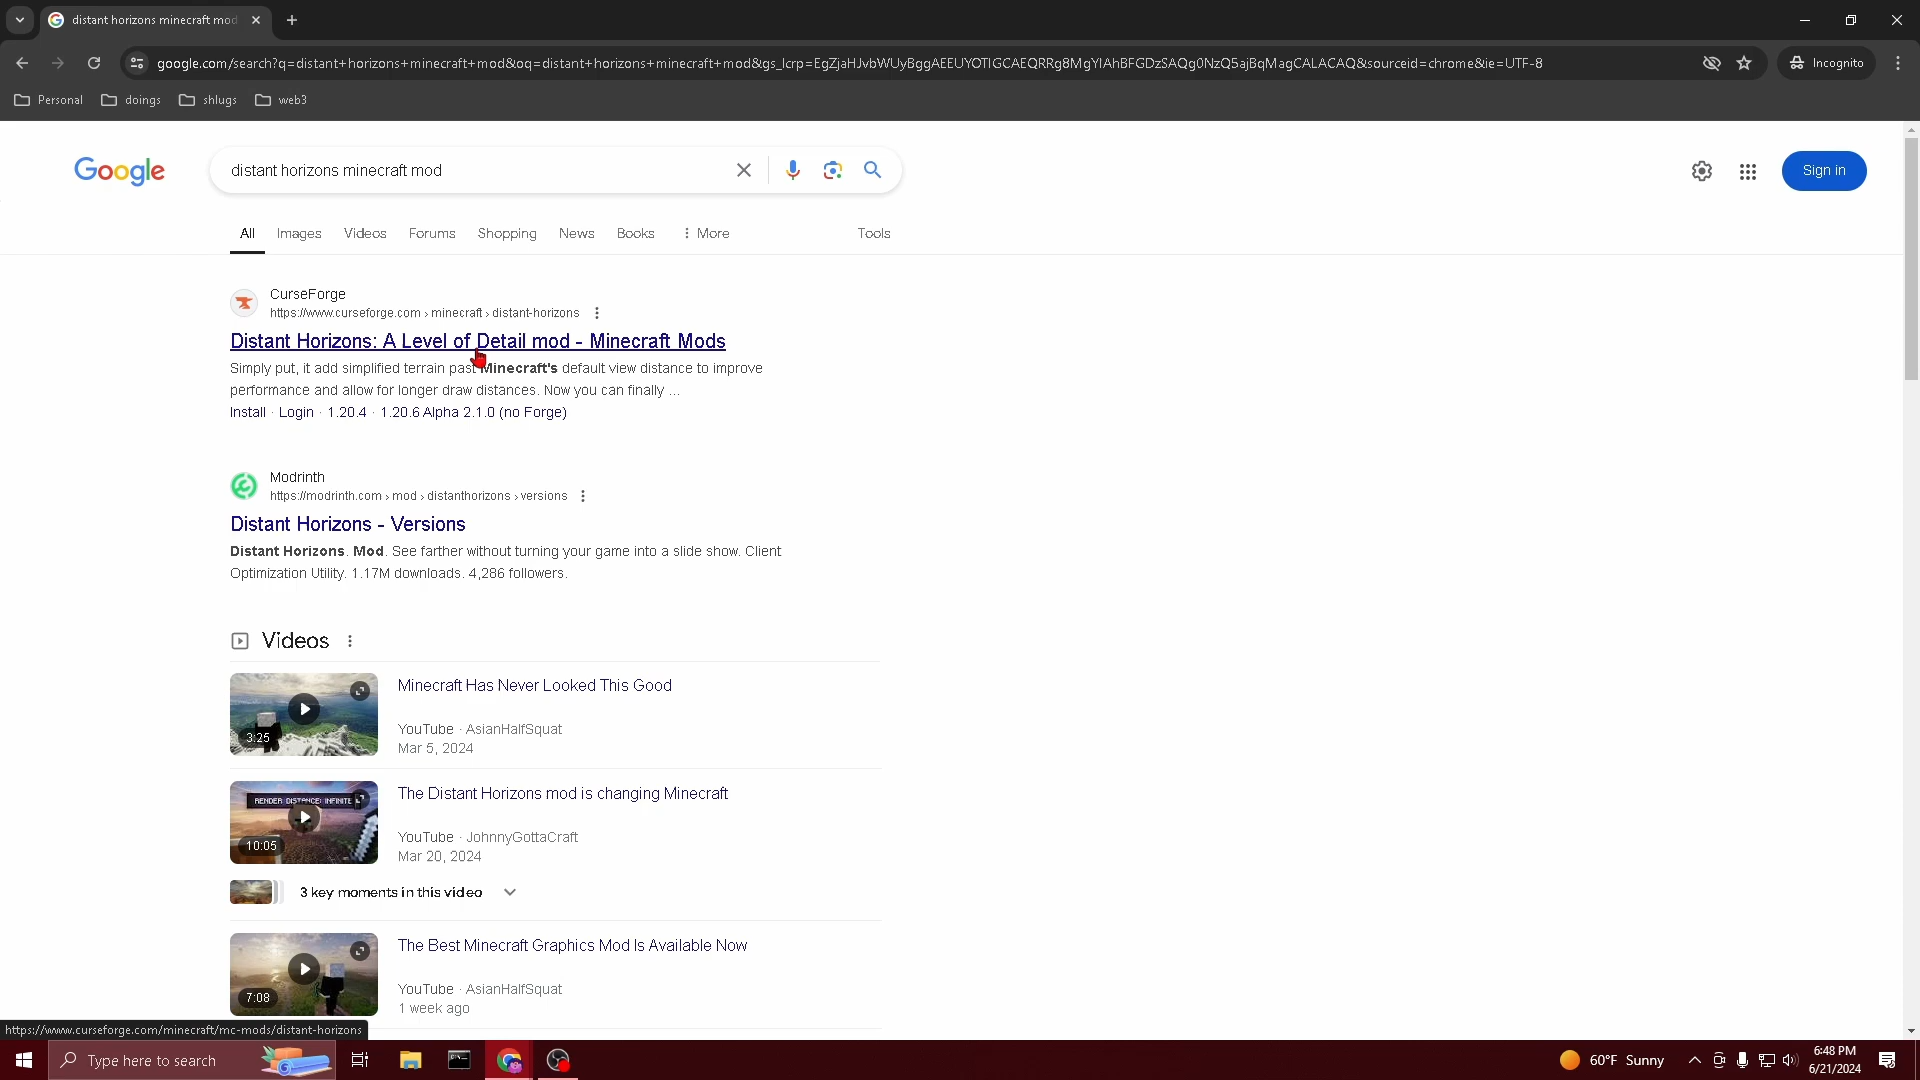 distant horizons minecraft mod
google.com/search?q=distant+horizons+minecraft+mod&oq=distant+horizons+minecraft+mod&gs_lcrp=EgZjaHJvbWUyBggAEEUYOTIGCAEQRRg8MgYIAhBFGDzSAQg0NzQ5ajBqMagCALACAQ&sourceid=chrome&ie=UTF-8
Incognito
Personal doings shlugs web3
Google
distant horizons minecraft mod
Sign in
All Images Videos Forums Shopping News Books More Tools
CurseForge
https://www.curseforge.com › minecraft › distant-horizons
Distant Horizons: A Level of Detail mod - Minecraft Mods
Simply put, it add simplified terrain past Minecraft's default view distance to improve
performance and allow for longer draw distances. Now you can finally ...
Install · Login · 1.20.4 · 1.20.6 Alpha 2.1.0 (no Forge)
Modrinth
https://modrinth.com › mod › distanthorizons › versions
Distant Horizons - Versions
Distant Horizons. Mod. See farther without turning your game into a slide show. Client
Optimization Utility. 1.17M downloads. 4,286 followers.
Videos
Minecraft Has Never Looked This Good
3:25
YouTube · AsianHalfSquat
Mar 5, 2024
The Distant Horizons mod is changing Minecraft
RENDER DISTANCE: INFINITE
10:05
YouTube · JohnnyGottaCraft
Mar 20, 2024
3 key moments in this video
The Best Minecraft Graphics Mod Is Available Now
7:08
YouTube · AsianHalfSquat
1 week ago
https://www.curseforge.com/minecraft/mc-mods/distant-horizons
Type here to search
60°F Sunny
6:48 PM
6/21/2024